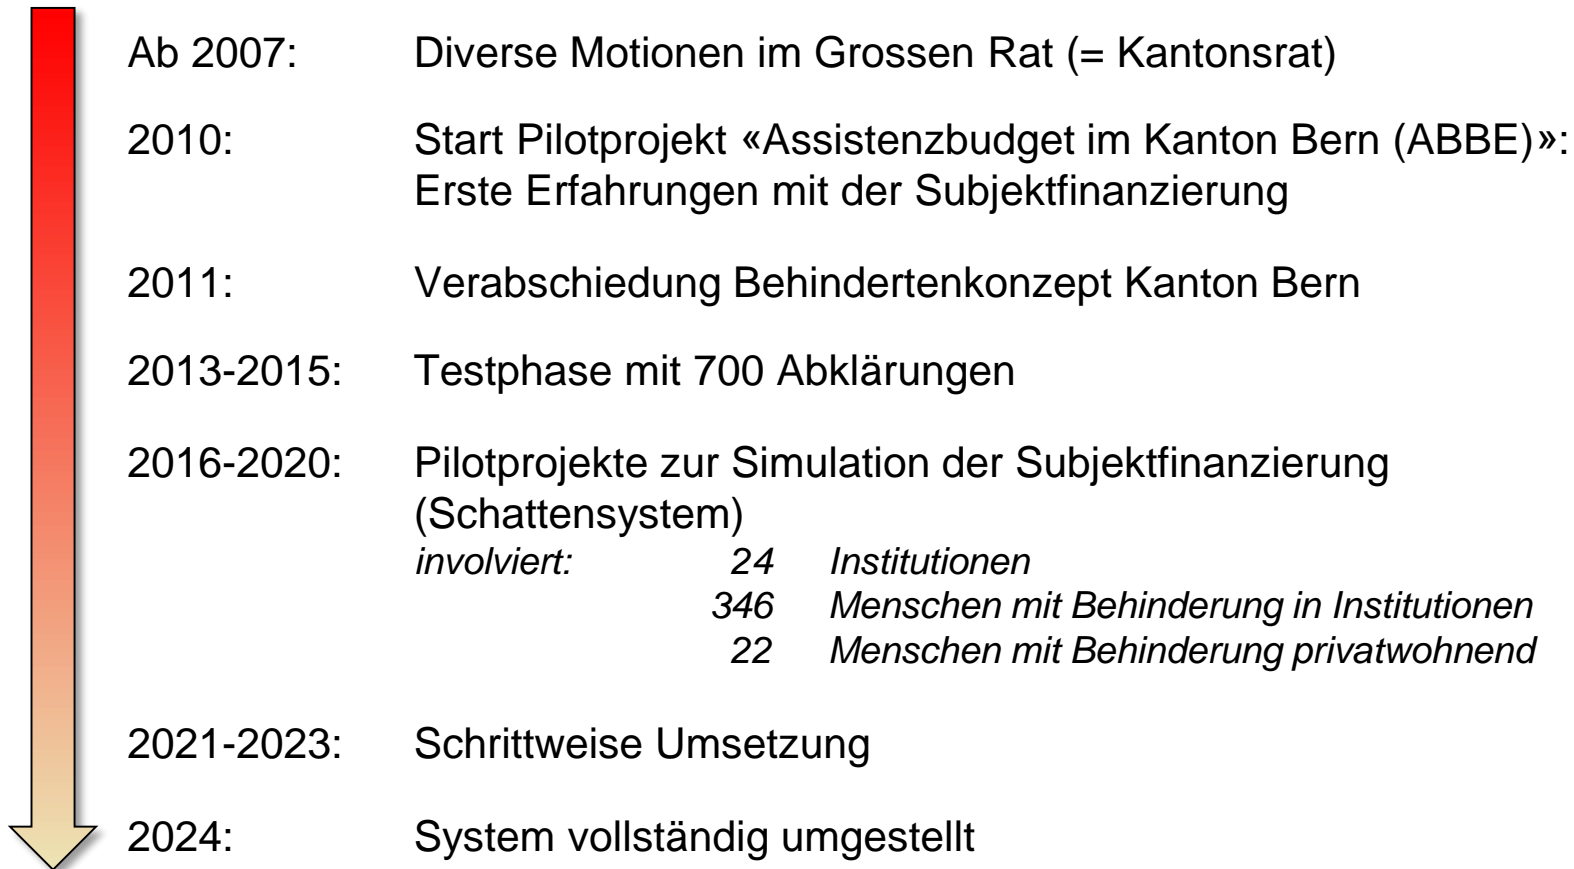 Ab 2007: Diverse Motionen im Grossen Rat (= Kantonsrat)
2010: Start Pilotprojekt «Assistenzbudget im Kanton Bern (ABBE)»:
Erste Erfahrungen mit der Subjektfinanzierung
2011: Verabschiedung Behindertenkonzept Kanton Bern
2013-2015: Testphase mit 700 Abklärungen
2016-2020: Pilotprojekte zur Simulation der Subjektfinanzierung
(Schattensystem)
involviert: 24 Institutionen
346 Menschen mit Behinderung in Institutionen
22 Menschen mit Behinderung privatwohnend
2021-2023: Schrittweise Umsetzung
2024: System vollständig umgestellt